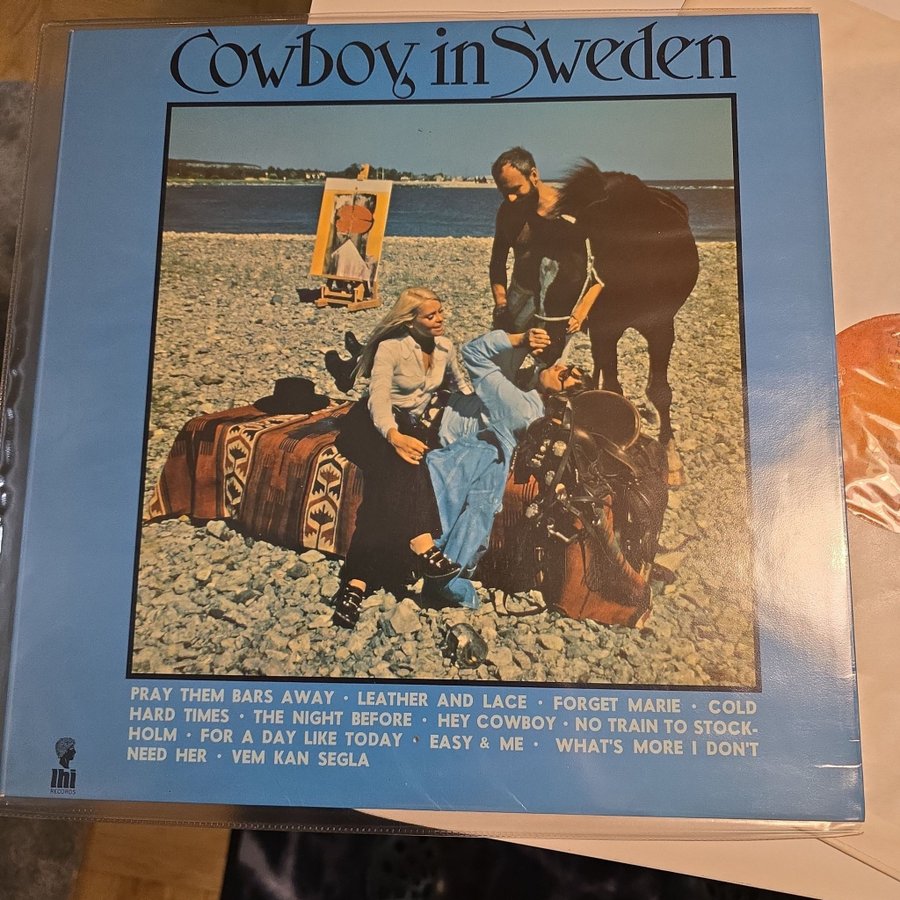 Cowboy in Sweden
PRAY THEM BARS AWAY · LEATHER AND LACE · FORGET MARIE · COLD
HARD TIMES · THE NIGHT BEFORE · HEY COWBOY · NO TRAIN TO STOCK-
HOLM · FOR A DAY LIKE TODAY · EASY & ME · WHAT'S MORE I DON'T
NEED HER · VEM KAN SEGLA
lhi
RECORDS